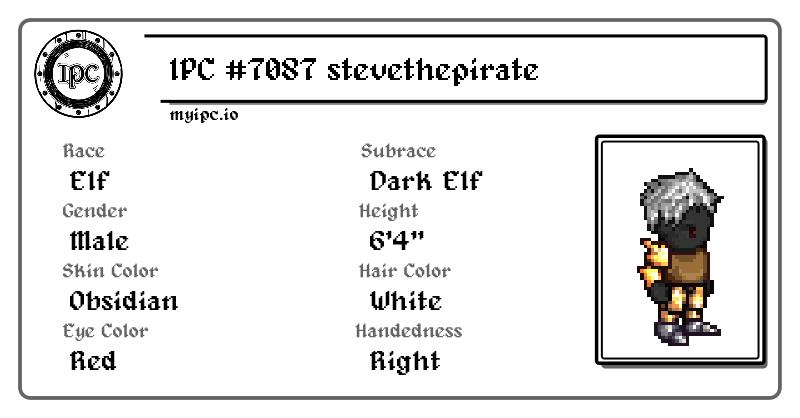 IPC
IPC #7087 stevethepirate
myipc.io
Race
Elf
Subrace
Dark Elf
Gender
Male
Height
6'4"
Skin Color
Obsidian
Hair Color
White
Eye Color
Red
Handedness
Right